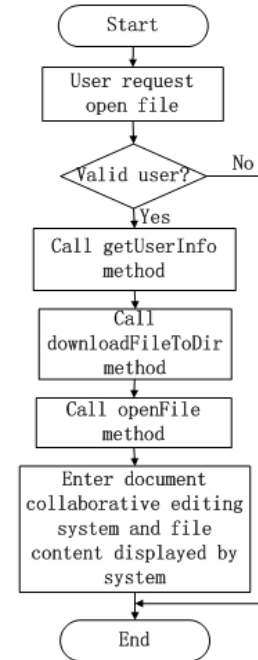 Start
User request
open file
Valid user?
No
Yes
Call getUserInfo
method
Call
downloadFileToDir
method
Call openFile
method
Enter document
collaborative editing
system and file
content displayed by
system
End